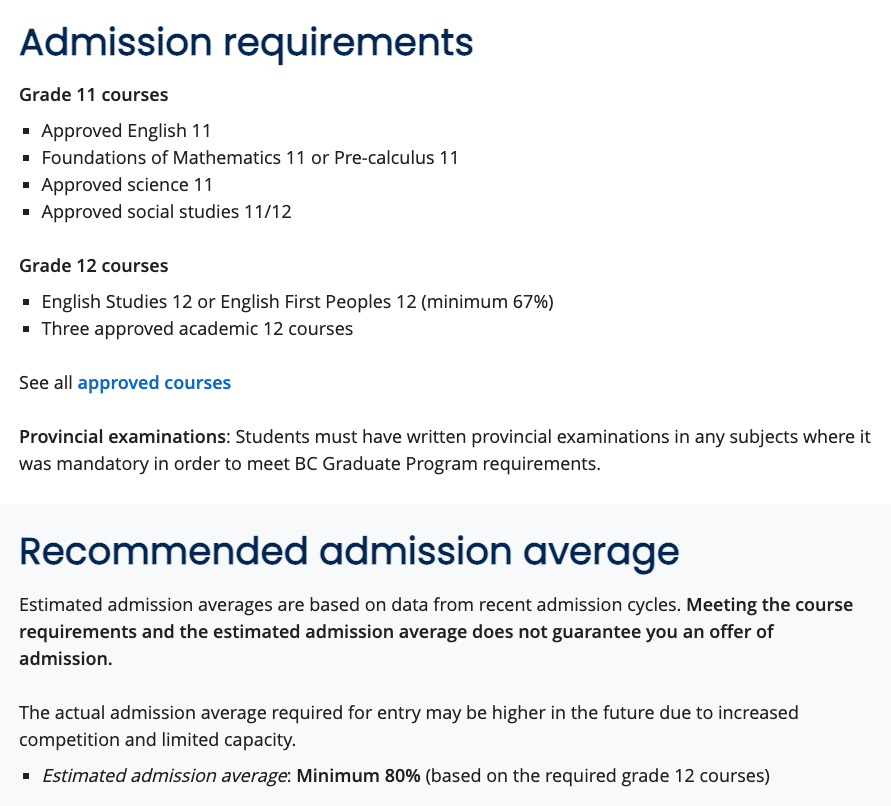 Admission requirements
Grade 11 courses
▪ Approved English 11
▪ Foundations of Mathematics 11 or Pre-calculus 11
▪ Approved science 11
▪ Approved social studies 11/12
Grade 12 courses
▪ English Studies 12 or English First Peoples 12 (minimum 67%)
▪ Three approved academic 12 courses
See all approved courses
Provincial examinations: Students must have written provincial examinations in any subjects where it
was mandatory in order to meet BC Graduate Program requirements.
Recommended admission average
Estimated admission averages are based on data from recent admission cycles. Meeting the course
requirements and the estimated admission average does not guarantee you an offer of
admission.
The actual admission average required for entry may be higher in the future due to increased
competition and limited capacity.
▪ Estimated admission average: Minimum 80% (based on the required grade 12 courses)